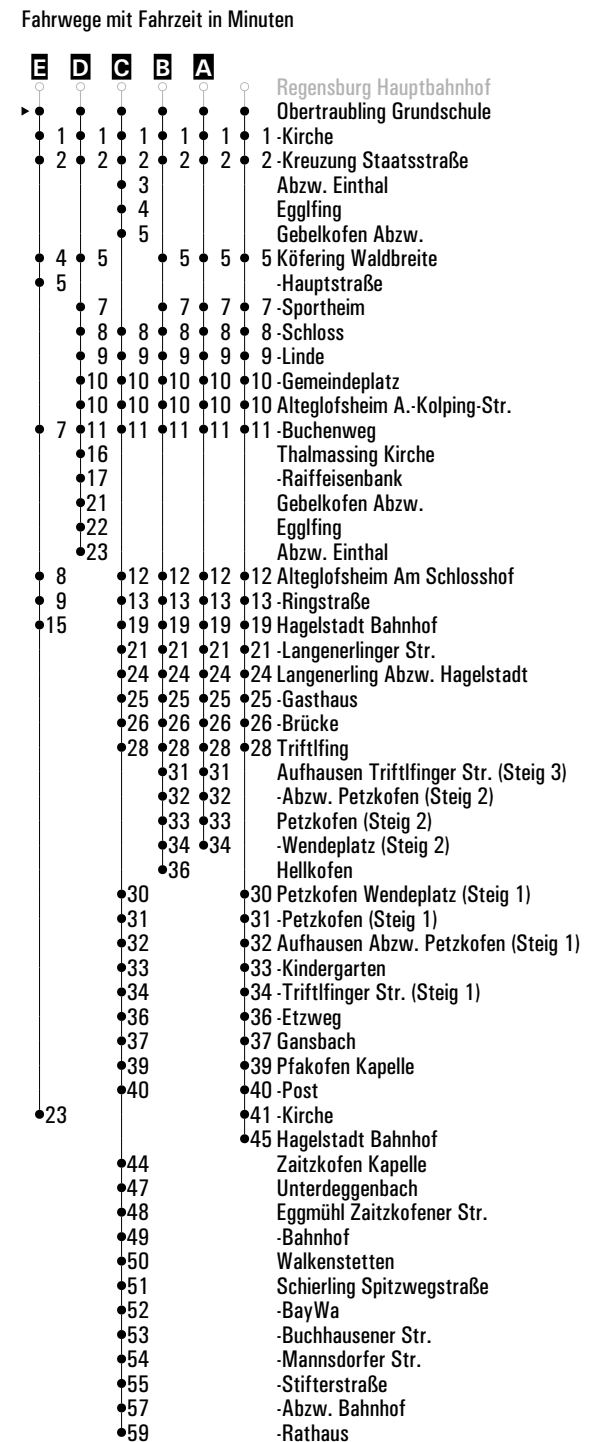 Fahrwege mit Fahrzeit in Minuten
E D C B A
Regensburg Hauptbahnhof
Obertraubling Grundschule
1 1 1 1 1 1 -Kirche
2 2 2 2 2 2 -Kreuzung Staatsstraße
3 Abzw. Einthal
4 Egglfing
5 Gebelkofen Abzw.
4 5 5 5 5 Köfering Waldbreite
5 -Hauptstraße
7 7 7 7 -Sportheim
8 8 8 8 8 -Schloss
9 9 9 9 9 -Linde
10 10 10 10 10 -Gemeindeplatz
10 10 10 10 10 Alteglofsheim A.-Kolping-Str.
7 11 11 11 11 11 -Buchenweg
16 Thalmassing Kirche
17 -Raiffeisenbank
21 Gebelkofen Abzw.
22 Egglfing
23 Abzw. Einthal
8 12 12 12 12 Alteglofsheim Am Schlosshof
9 13 13 13 13 -Ringstraße
15 19 19 19 19 Hagelstadt Bahnhof
21 21 21 21 -Langenerlinger Str.
24 24 24 24 Langenerling Abzw. Hagelstadt
25 25 25 25 -Gasthaus
26 26 26 26 -Brücke
28 28 28 28 Triftlfing
31 31 Aufhausen Triftlfinger Str. (Steig 3)
32 32 -Abzw. Petzkofen (Steig 2)
33 33 Petzkofen (Steig 2)
34 34 -Wendeplatz (Steig 2)
36 Hellkofen
30 30 Petzkofen Wendeplatz (Steig 1)
31 31 -Petzkofen (Steig 1)
32 32 Aufhausen Abzw. Petzkofen (Steig 1)
33 33 -Kindergarten
34 34 -Triftlfinger Str. (Steig 1)
36 36 -Etzweg
37 37 Gansbach
39 39 Pfakofen Kapelle
40 40 -Post
23 41 -Kirche
45 Hagelstadt Bahnhof
44 Zaitzkofen Kapelle
47 Unterdeggenbach
48 Eggmühl Zaitzkofener Str.
49 -Bahnhof
50 Walkenstetten
51 Schierling Spitzwegstraße
52 -BayWa
53 -Buchhausener Str.
54 -Mannsdorfer Str.
55 -Stifterstraße
57 -Abzw. Bahnhof
59 -Rathaus